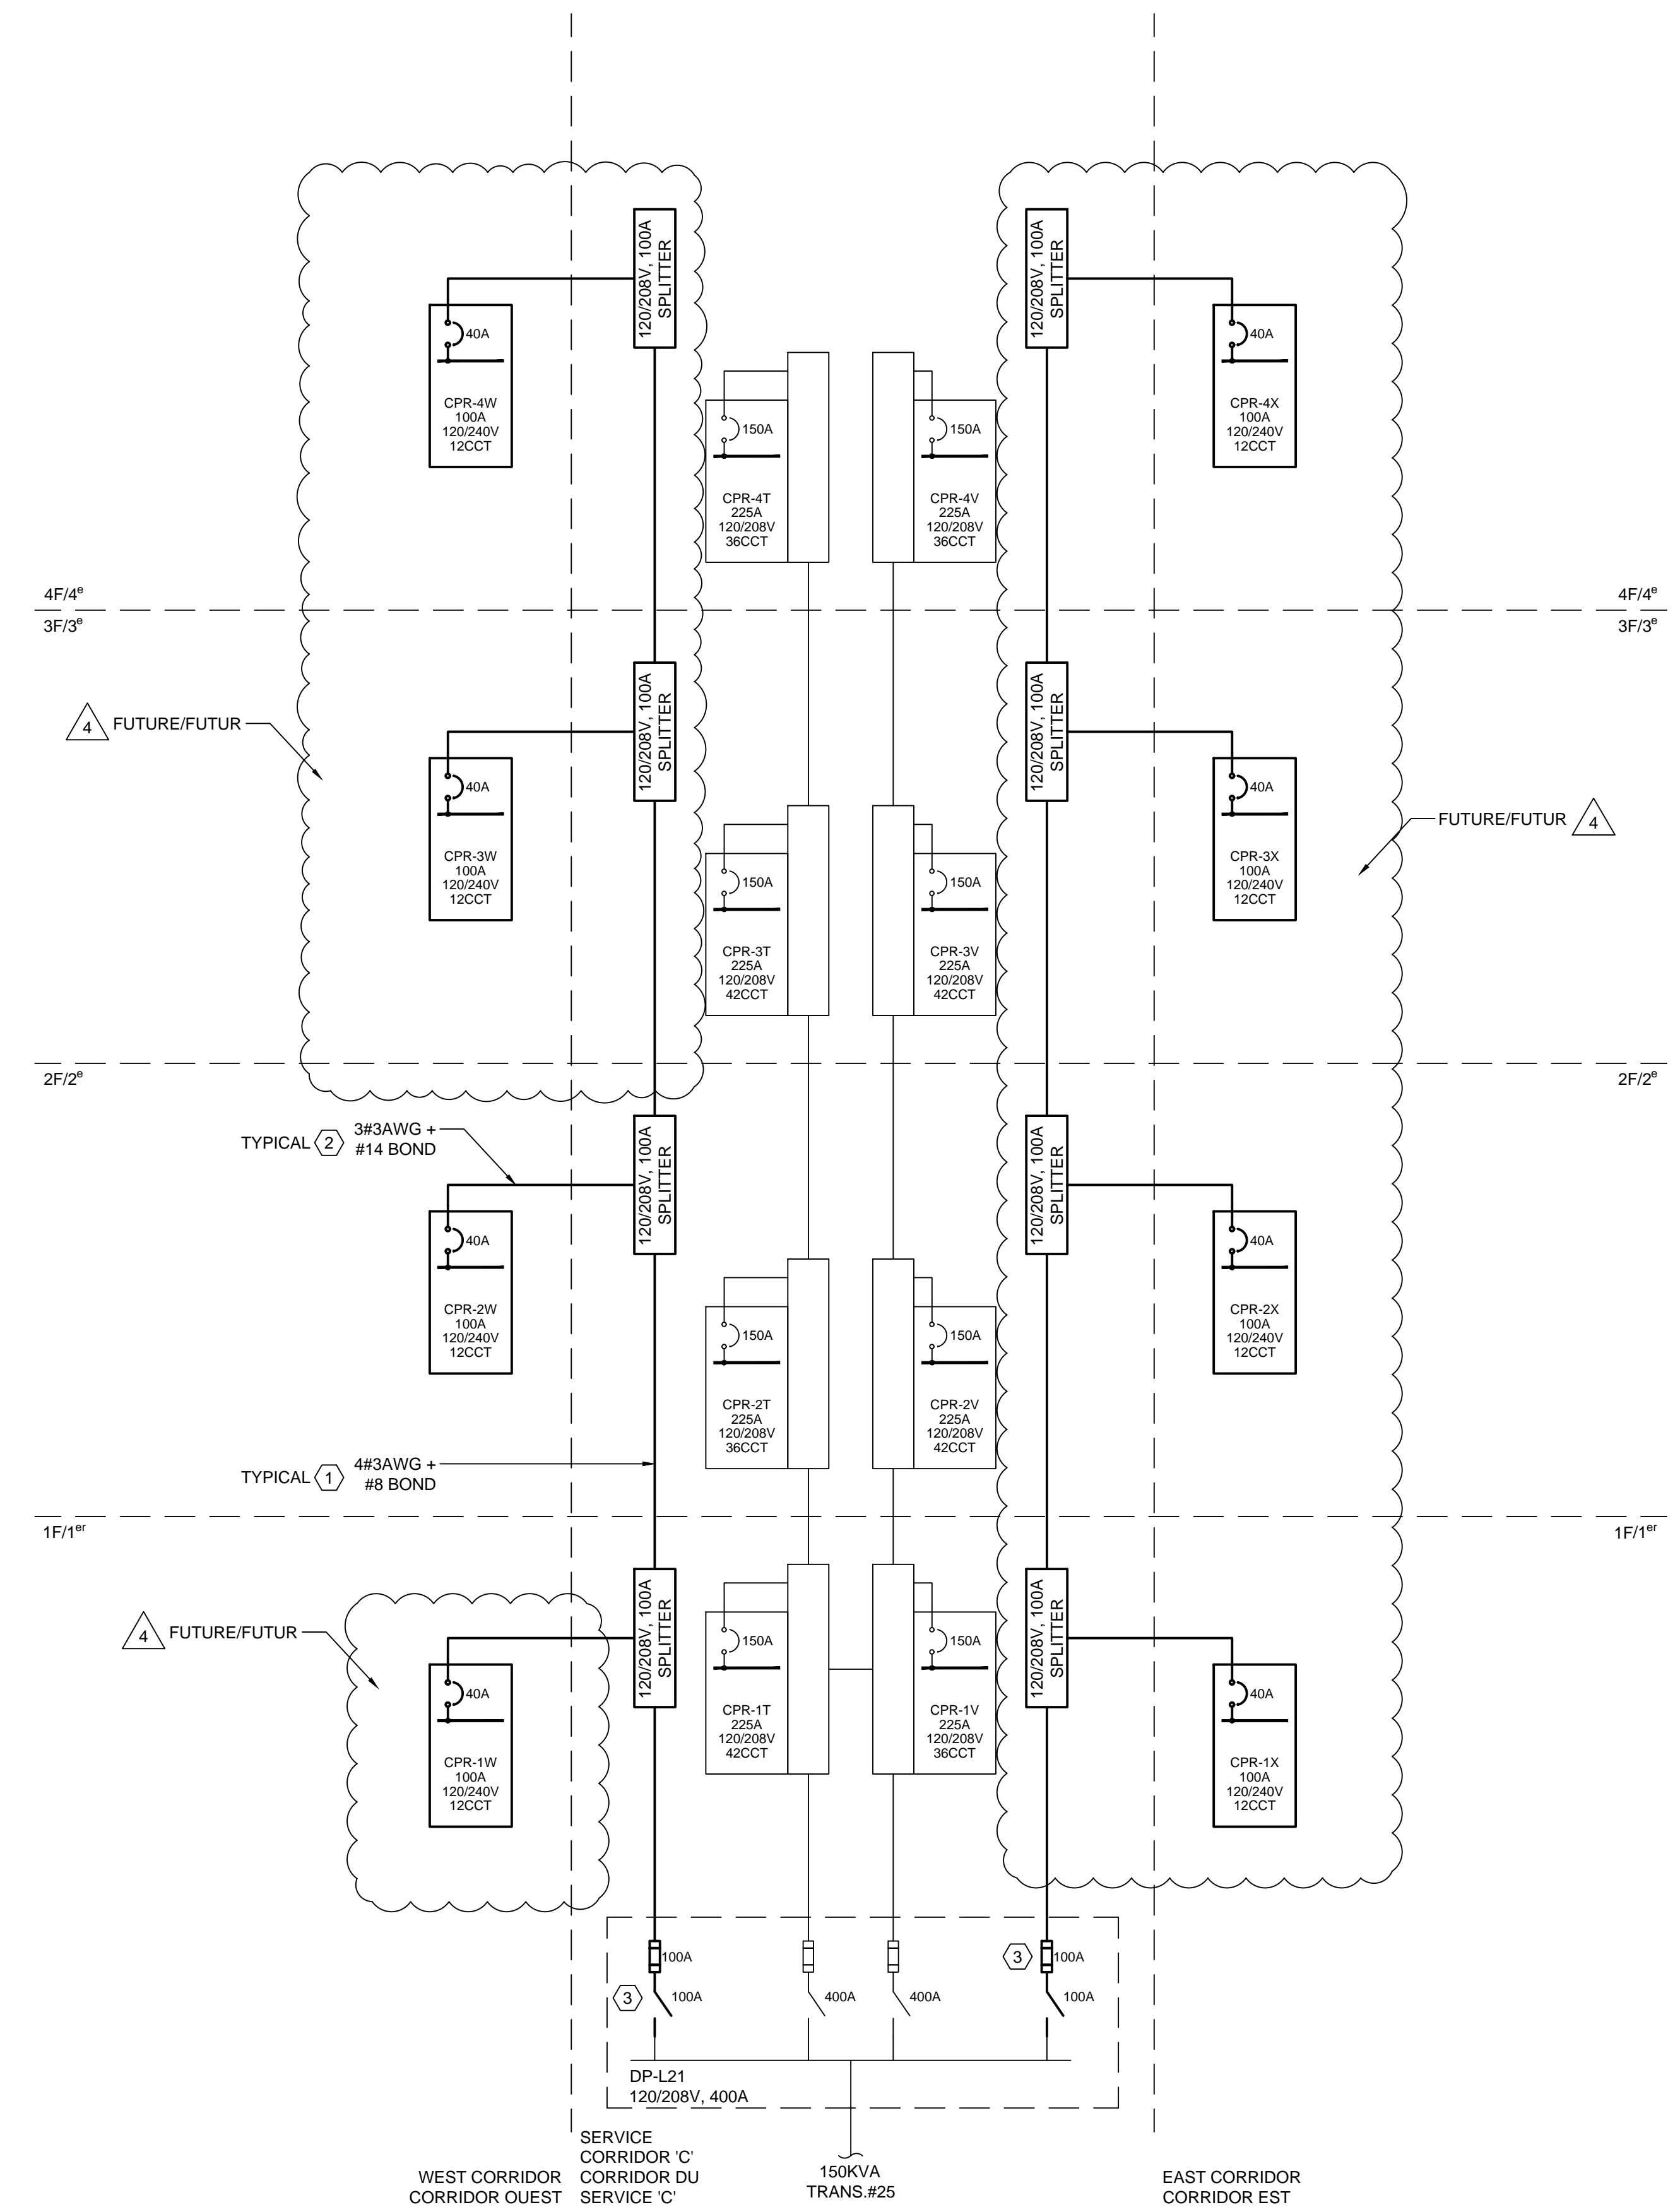 120/208V, 100A
SPLITTER
120/208V, 100A
SPLITTER
40A
CPR-4W
100A
120/240V
12CCT
40A
CPR-4X
100A
120/240V
12CCT
150A
CPR-4T
225A
120/208V
36CCT
150A
CPR-4V
225A
120/208V
36CCT
4F/4e
3F/3e
4F/4e
3F/3e
120/208V, 100A
SPLITTER
120/208V, 100A
SPLITTER
4 FUTURE/FUTUR
40A
CPR-3W
100A
120/240V
12CCT
40A
CPR-3X
100A
120/240V
12CCT
FUTURE/FUTUR 4
150A
CPR-3T
225A
120/208V
42CCT
150A
CPR-3V
225A
120/208V
42CCT
2F/2e
2F/2e
TYPICAL 2 3#3AWG +
#14 BOND
120/208V, 100A
SPLITTER
120/208V, 100A
SPLITTER
40A
CPR-2W
100A
120/240V
12CCT
40A
CPR-2X
100A
120/240V
12CCT
150A
CPR-2T
225A
120/208V
36CCT
150A
CPR-2V
225A
120/208V
42CCT
TYPICAL 1 4#3AWG +
#8 BOND
1F/1er
1F/1er
120/208V, 100A
SPLITTER
120/208V, 100A
SPLITTER
4 FUTURE/FUTUR
40A
CPR-1W
100A
120/240V
12CCT
150A
CPR-1T
225A
120/208V
42CCT
150A
CPR-1V
225A
120/208V
36CCT
40A
CPR-1X
100A
120/240V
12CCT
100A
3 100A
3 100A
400A
400A
100A
DP-L21
120/208V, 400A
150KVA
TRANS.#25
WEST CORRIDOR
CORRIDOR OUEST
SERVICE
CORRIDOR 'C'
CORRIDOR DU
SERVICE 'C'
EAST CORRIDOR
CORRIDOR EST